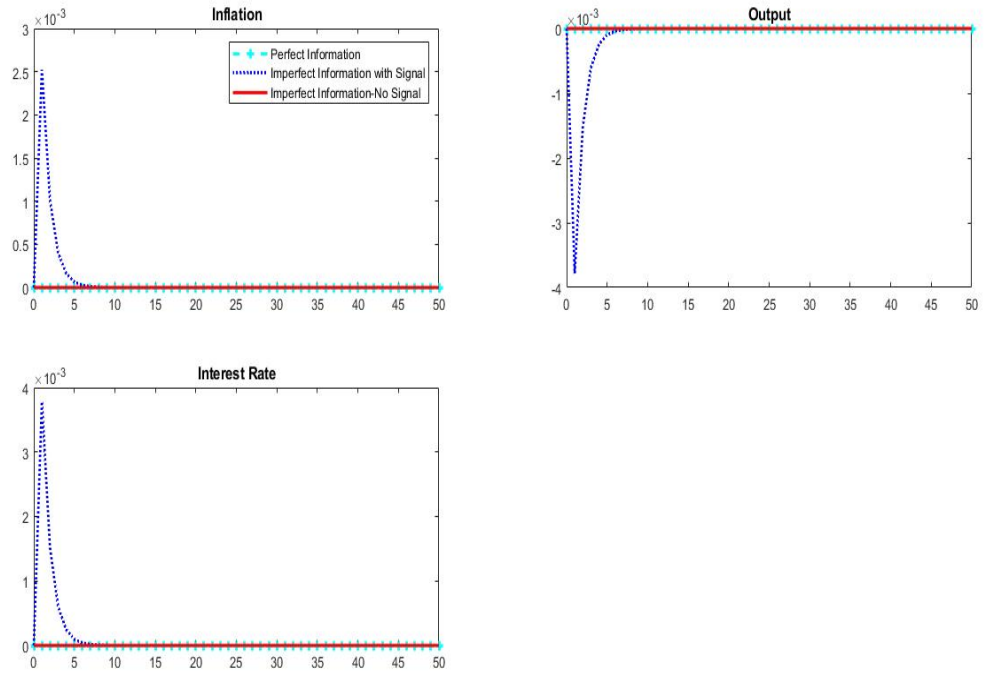 Inflation
×10⁻³
3
2.5
2
1.5
1
0.5
0
0 5 10 15 20 25 30 35 40 45 50
Perfect Information
Imperfect Information with Signal
Imperfect Information-No Signal
Output
×10⁻³
0
-1
-2
-3
-4
0 5 10 15 20 25 30 35 40 45 50
Interest Rate
×10⁻³
4
3
2
1
0
0 5 10 15 20 25 30 35 40 45 50